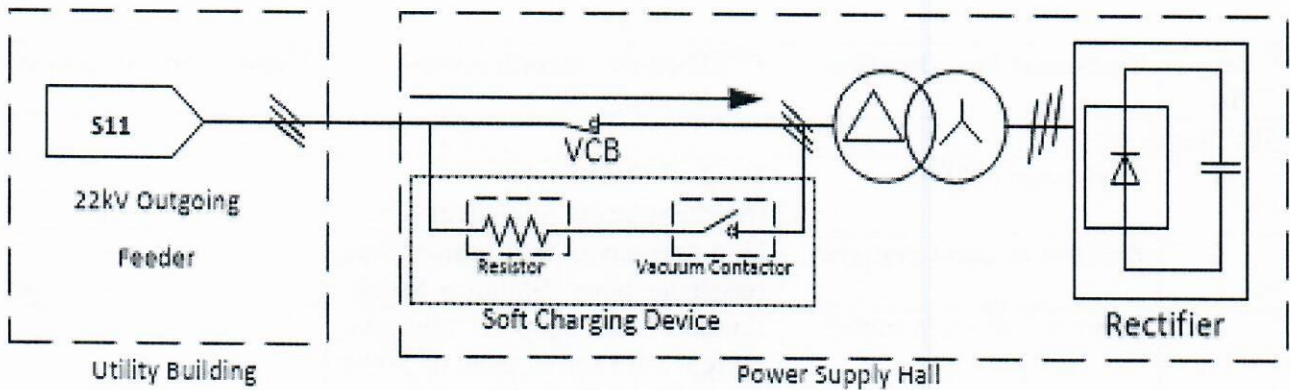 S11
22kV Outgoing
Feeder
VCB
Resistor
Vacuum Contactor
Soft Charging Device
Rectifier
Utility Building
Power Supply Hall